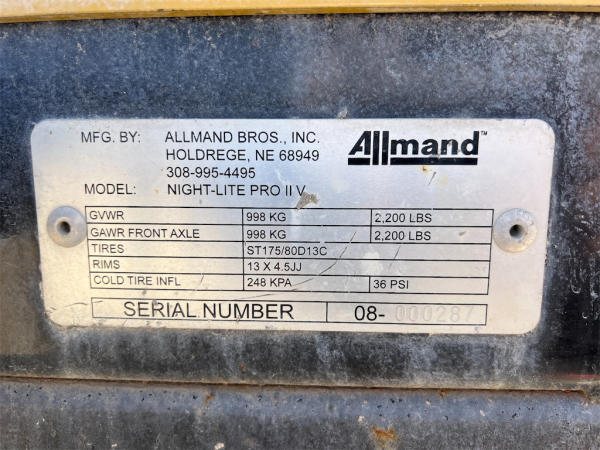 MFG. BY: ALLMAND BROS., INC.
HOLDREGE, NE 68949
308-995-4495
Allmand™
MODEL: NIGHT-LITE PRO II V
GVWR 998 KG 2,200 LBS
GAWR FRONT AXLE 998 KG 2,200 LBS
TIRES ST175/80D13C
RIMS 13 X 4.5JJ
COLD TIRE INFL 248 KPA 36 PSI
SERIAL NUMBER 08-000287